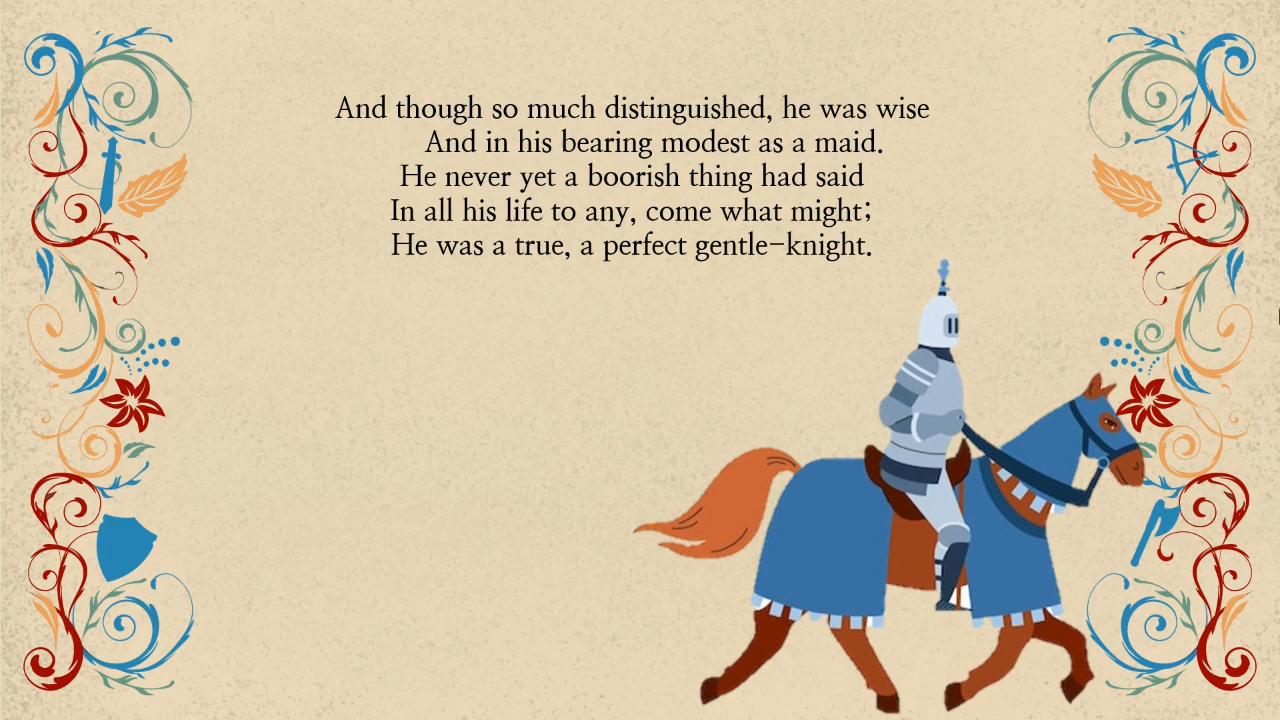 And though so much distinguished, he was wise
And in his bearing modest as a maid.
He never yet a boorish thing had said
In all his life to any, come what might;
He was a true, a perfect gentle-knight.